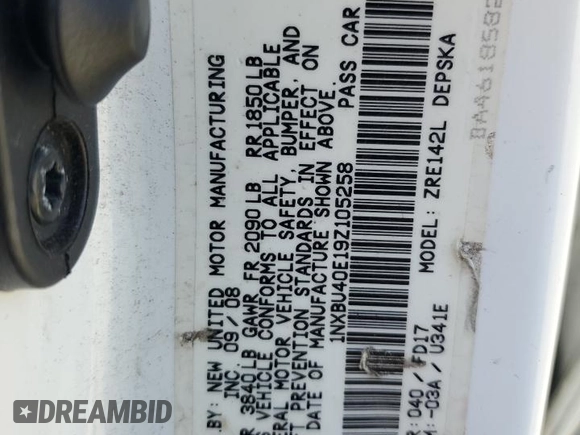 .BY: NEW UNITED MOTOR MANUFACTURING
INC. 09/08
3840LB GAWR FR 2090LB RR 1850LB
VEHICLE CONFORMS TO ALL APPLICABLE
MOTOR VEHICLE SAFETY, BUMPER, AND
PREVENTION STANDARDS IN EFFECT ON
DATE OF MANUFACTURE SHOWN ABOVE.
1NXBU40E19Z105258 PASS CAR
:040 / FD17 MODEL: ZRE142L DEPSKA
:-03A / U341E
DREAMBID